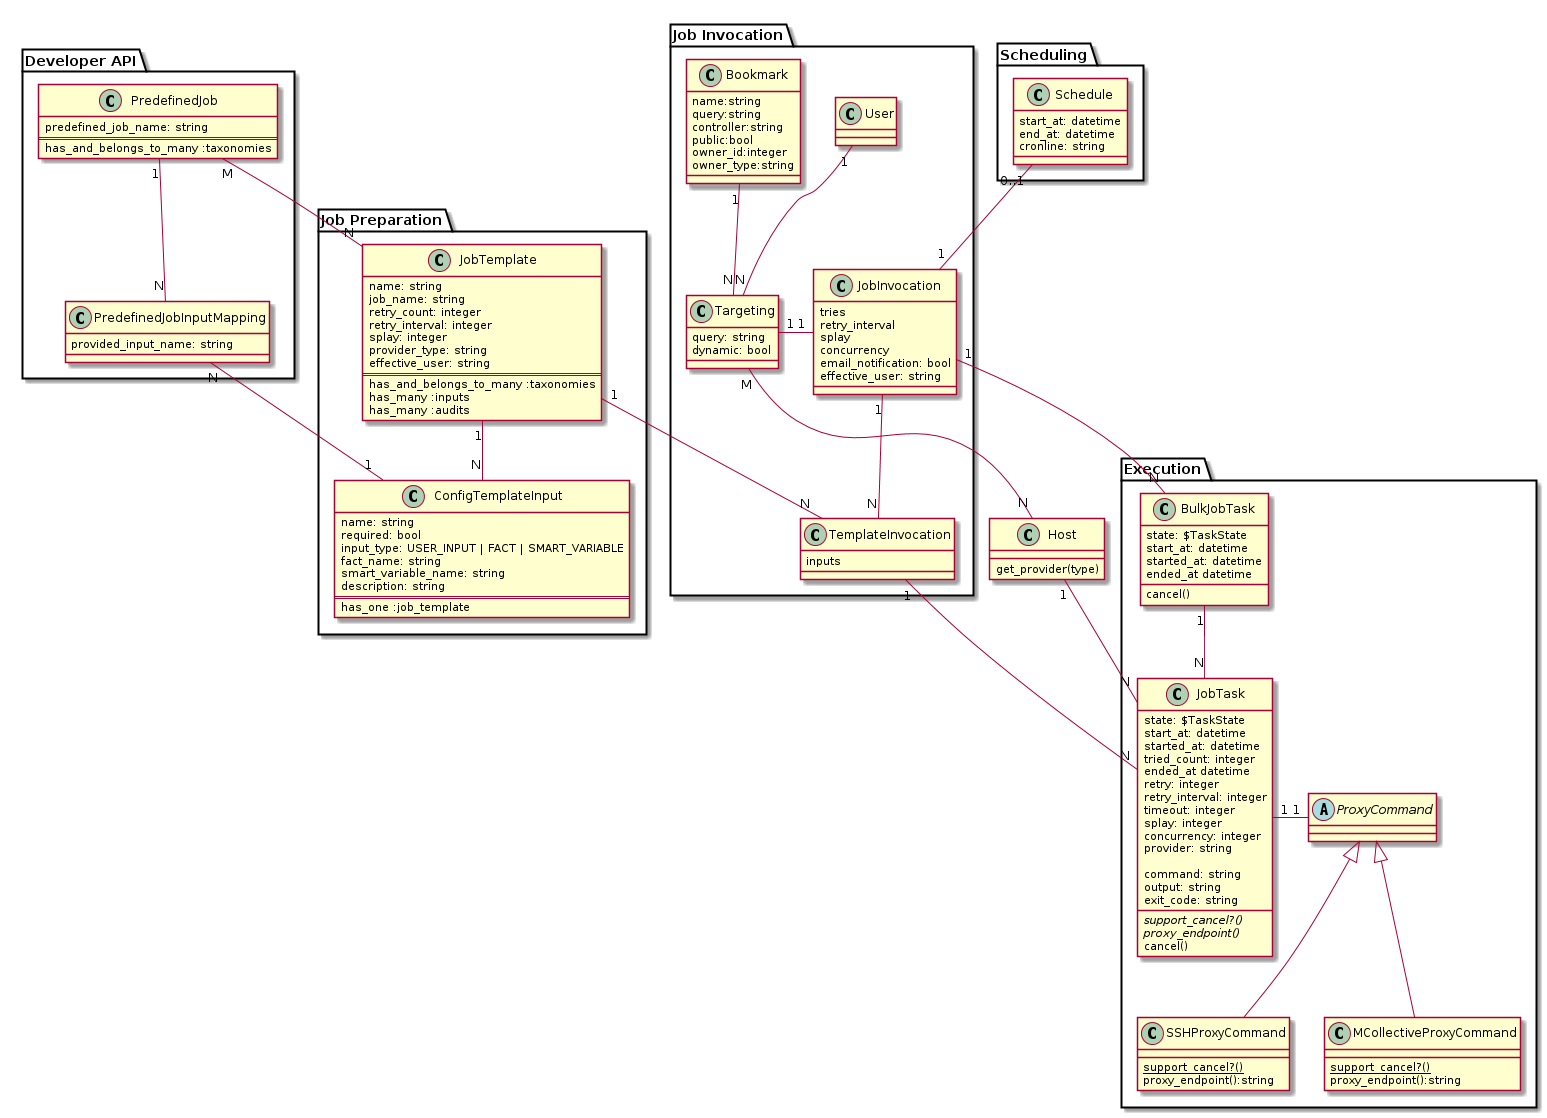 Developer API
C PredefinedJob
predefined_job_name: string
has_and_belongs_to_many :taxonomies
1
M
N
N
C PredefinedJobInputMapping
provided_input_name: string
N
1
Job Preparation
C JobTemplate
name: string
job_name: string
retry_count: integer
retry_interval: integer
splay: integer
provider_type: string
effective_user: string
has_and_belongs_to_many :taxonomies
has_many :inputs
has_many :audits
1
1
N
N
C ConfigTemplateInput
name: string
required: bool
input_type: USER_INPUT | FACT | SMART_VARIABLE
fact_name: string
smart_variable_name: string
description: string
has_one :job_template
Job Invocation
C Bookmark
name:string
query:string
controller:string
public:bool
owner_id:integer
owner_type:string
C User
1
1
N
N
C Targeting
query: string
dynamic: bool
1 1
M
N
C JobInvocation
tries
retry_interval
splay
concurrency
email_notification: bool
effective_user: string
1
1
N
N
C TemplateInvocation
inputs
1
N
Scheduling
C Schedule
start_at: datetime
end_at: datetime
cronline: string
0..1
1
C Host
get_provider(type)
1
N
Execution
C BulkJobTask
state: $TaskState
start_at: datetime
started_at: datetime
ended_at datetime
cancel()
1
N
C JobTask
state: $TaskState
start_at: datetime
started_at: datetime
tried_count: integer
ended_at datetime
retry: integer
retry_interval: integer
timeout: integer
splay: integer
concurrency: integer
provider: string
command: string
output: string
exit_code: string
support_cancel?()
proxy_endpoint()
cancel()
1 1
A ProxyCommand
C SSHProxyCommand
support_cancel?()
proxy_endpoint():string
C MCollectiveProxyCommand
support_cancel?()
proxy_endpoint():string